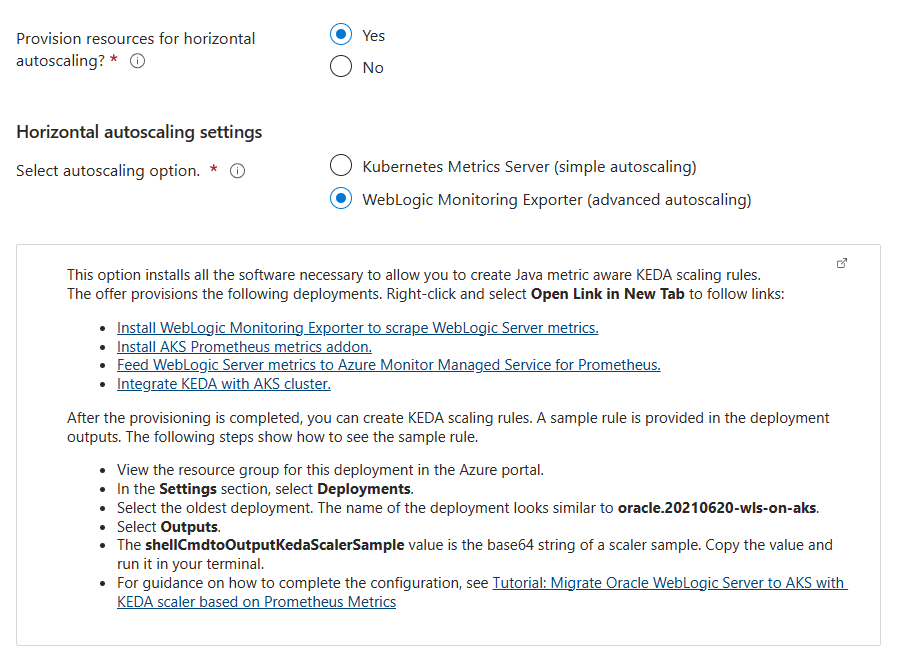 Provision resources for horizontal
autoscaling? *
Yes
No
Horizontal autoscaling settings
Select autoscaling option. *
Kubernetes Metrics Server (simple autoscaling)
WebLogic Monitoring Exporter (advanced autoscaling)
This option installs all the software necessary to allow you to create Java metric aware KEDA scaling rules.
The offer provisions the following deployments. Right-click and select Open Link in New Tab to follow links:
• Install WebLogic Monitoring Exporter to scrape WebLogic Server metrics.
• Install AKS Prometheus metrics addon.
• Feed WebLogic Server metrics to Azure Monitor Managed Service for Prometheus.
• Integrate KEDA with AKS cluster.
After the provisioning is completed, you can create KEDA scaling rules. A sample rule is provided in the deployment
outputs. The following steps show how to see the sample rule.
• View the resource group for this deployment in the Azure portal.
• In the Settings section, select Deployments.
• Select the oldest deployment. The name of the deployment looks similar to oracle.20210620-wls-on-aks.
• Select Outputs.
• The shellCmdtoOutputKedaScalerSample value is the base64 string of a scaler sample. Copy the value and
run it in your terminal.
• For guidance on how to complete the configuration, see Tutorial: Migrate Oracle WebLogic Server to AKS with
KEDA scaler based on Prometheus Metrics